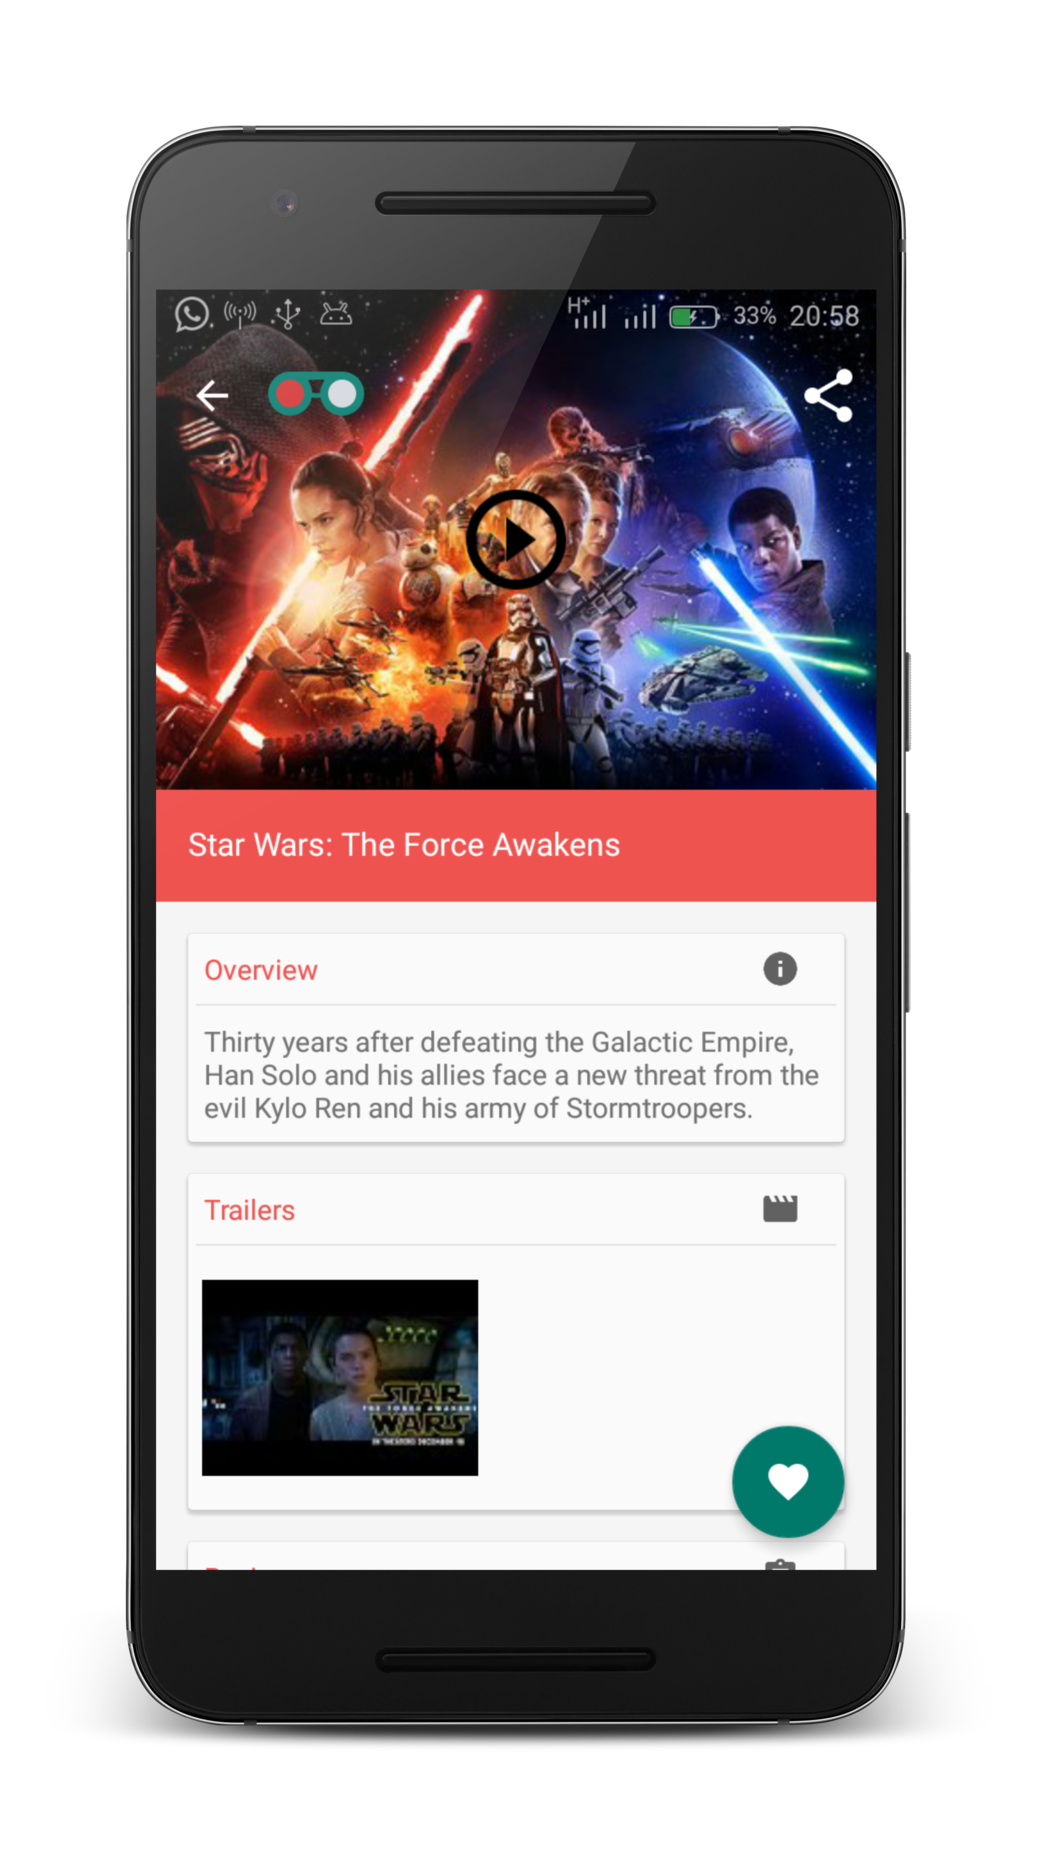 H+ 33% 20:58
Star Wars: The Force Awakens
Overview
Thirty years after defeating the Galactic Empire,
Han Solo and his allies face a new threat from the
evil Kylo Ren and his army of Stormtroopers.
Trailers
STAR
THE FORCE AWAKENS
WARS
IN THEATERS DECEMBER 18